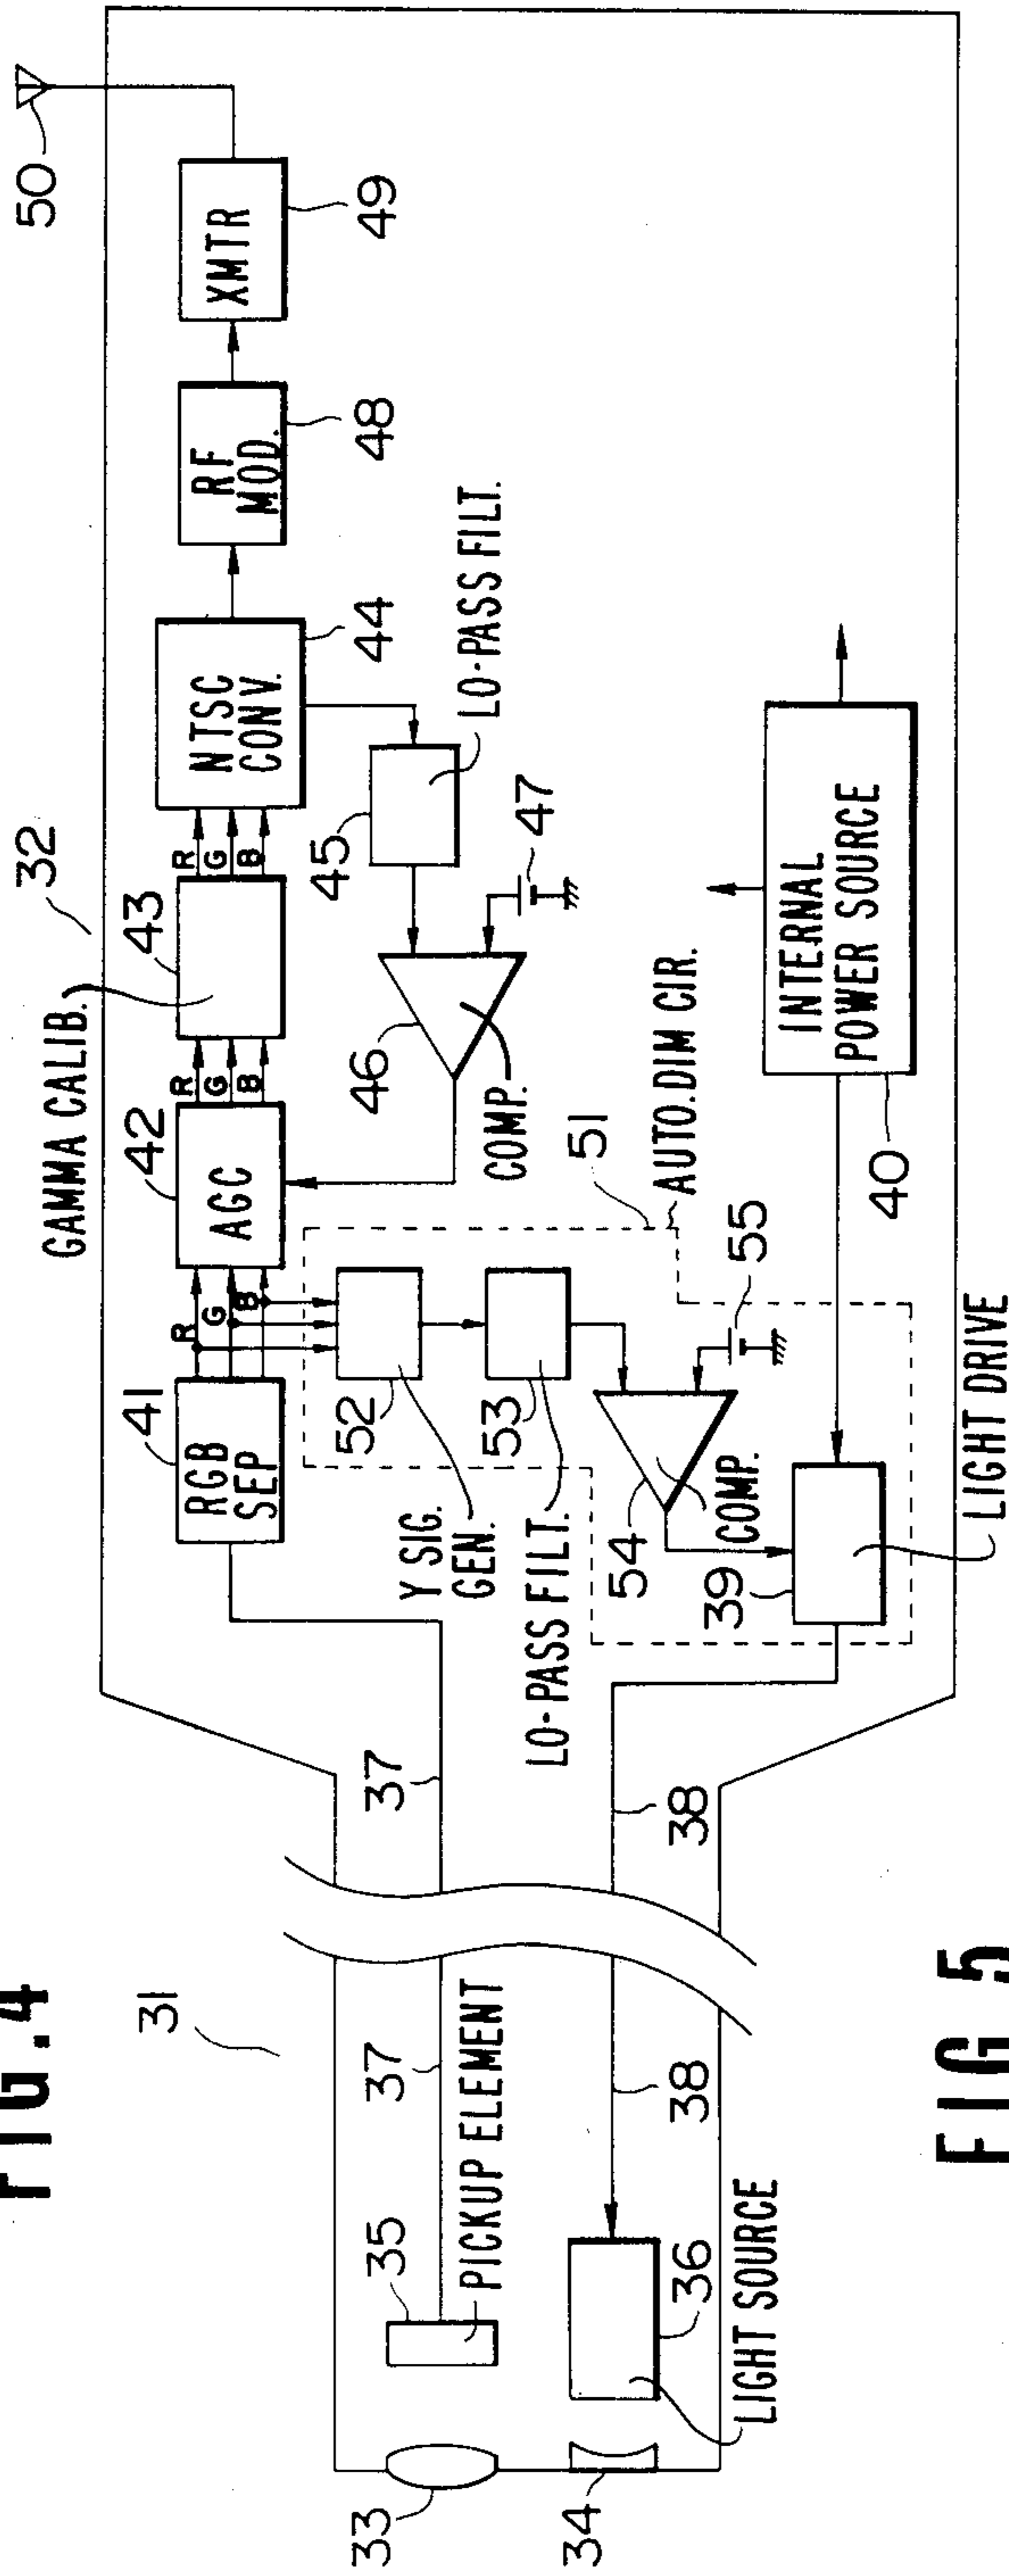 FIG.4
31
GAMMA CALIB.
32
50
41
RGB
SEP
R
G
B
42
AGC
R
G
B
43
R
G
B
44
NTSC
CONV.
48
RF
MOD.
49
XMTR
45
LO-PASS FILT.
46
COMP.
47
51
AUTO.DIM CIR.
52
Y SIG.
GEN.
53
LO-PASS FILT.
54
COMP.
55
39
LIGHT DRIVE
40
INTERNAL
POWER SOURCE
37
37
38
38
33
34
35
PICKUP ELEMENT
36
LIGHT SOURCE
FIG 5